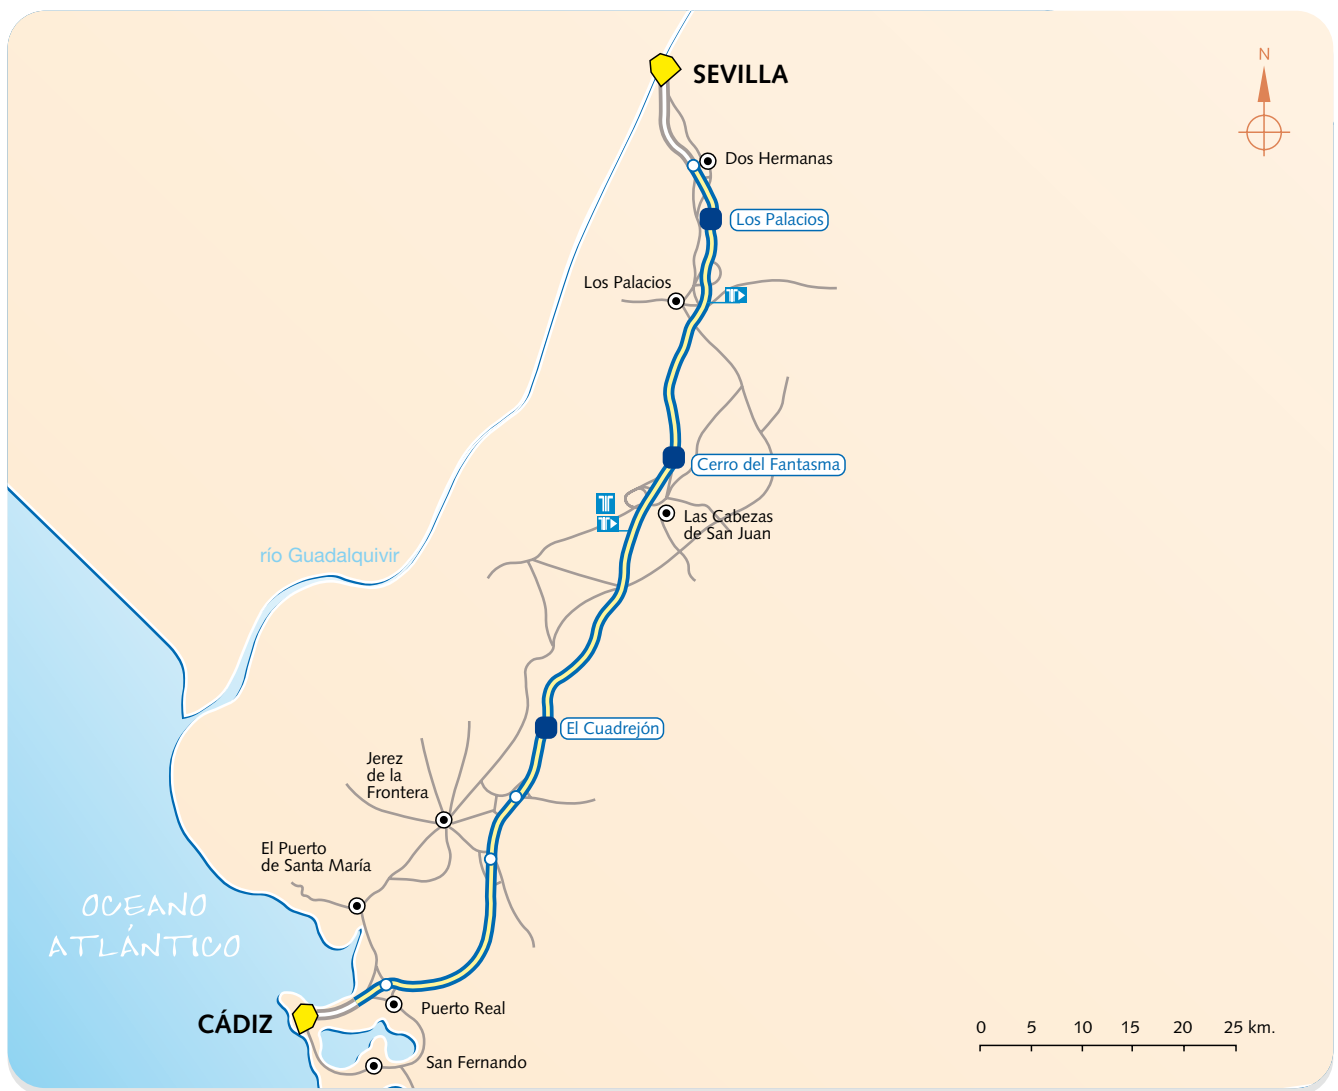 N
SEVILLA
Dos Hermanas
Los Palacios
Los Palacios
T
Cerro del Fantasma
T
T
Las Cabezas
de San Juan
río Guadalquivir
El Cuadrejón
Jerez
de la
Frontera
El Puerto
de Santa María
OCEANO
ATLÁNTICO
Puerto Real
CÁDIZ
San Fernando
0 5 10 15 20 25 km.